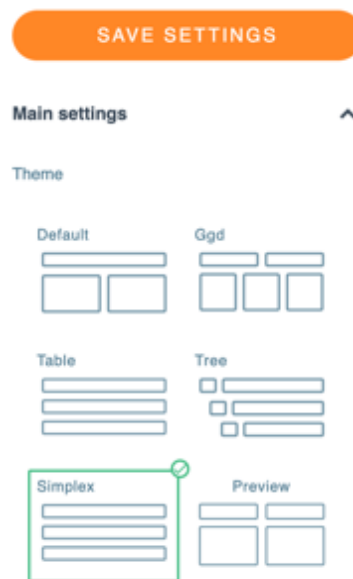 SAVE SETTINGS
Main settings
Theme
Default
Ggd
Table
Tree
Simplex
Preview